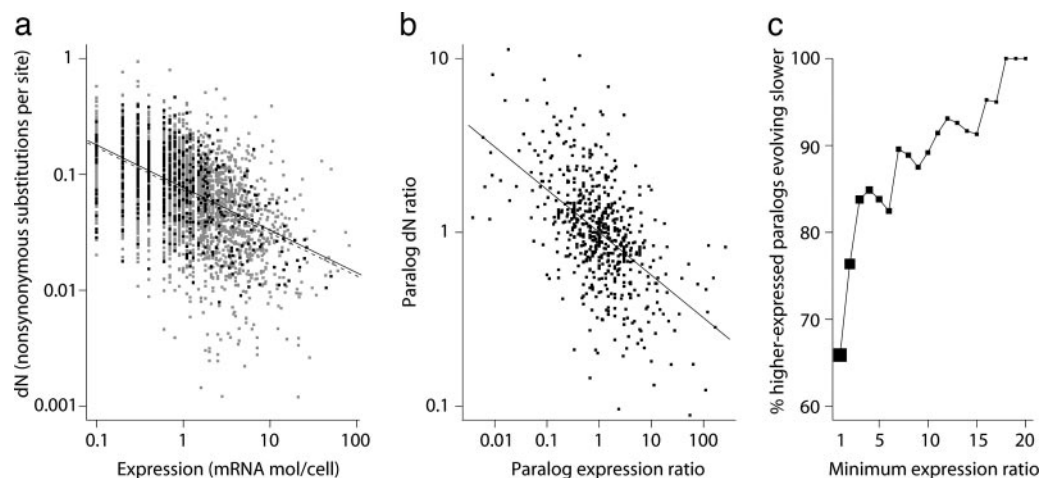 a
dN (nonsynonymous substitutions per site)
1
0.1
0.01
0.001
0.1
1
10
100
Expression (mRNA mol/cell)
b
Paralog dN ratio
10
1
0.1
0.01
0.1
1
10
100
Paralog expression ratio
c
% higher-expressed paralogs evolving slower
100
90
80
70
60
1
5
10
15
20
Minimum expression ratio